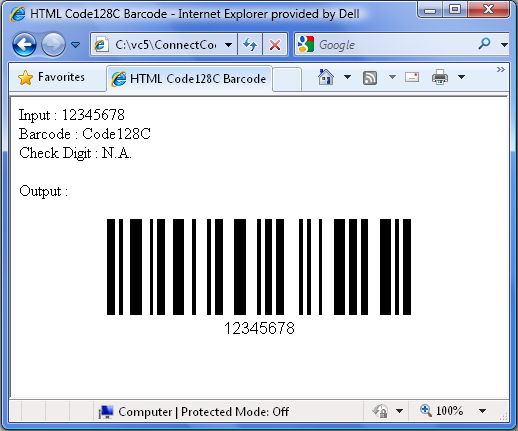 HTML Code128C Barcode - Internet Explorer provided by Dell
C:\vc5\ConnectCo
Google
Favorites
HTML Code128C Barcode
Input : 12345678
Barcode : Code128C
Check Digit : N.A.
Output :
12345678
Computer | Protected Mode: Off
100%